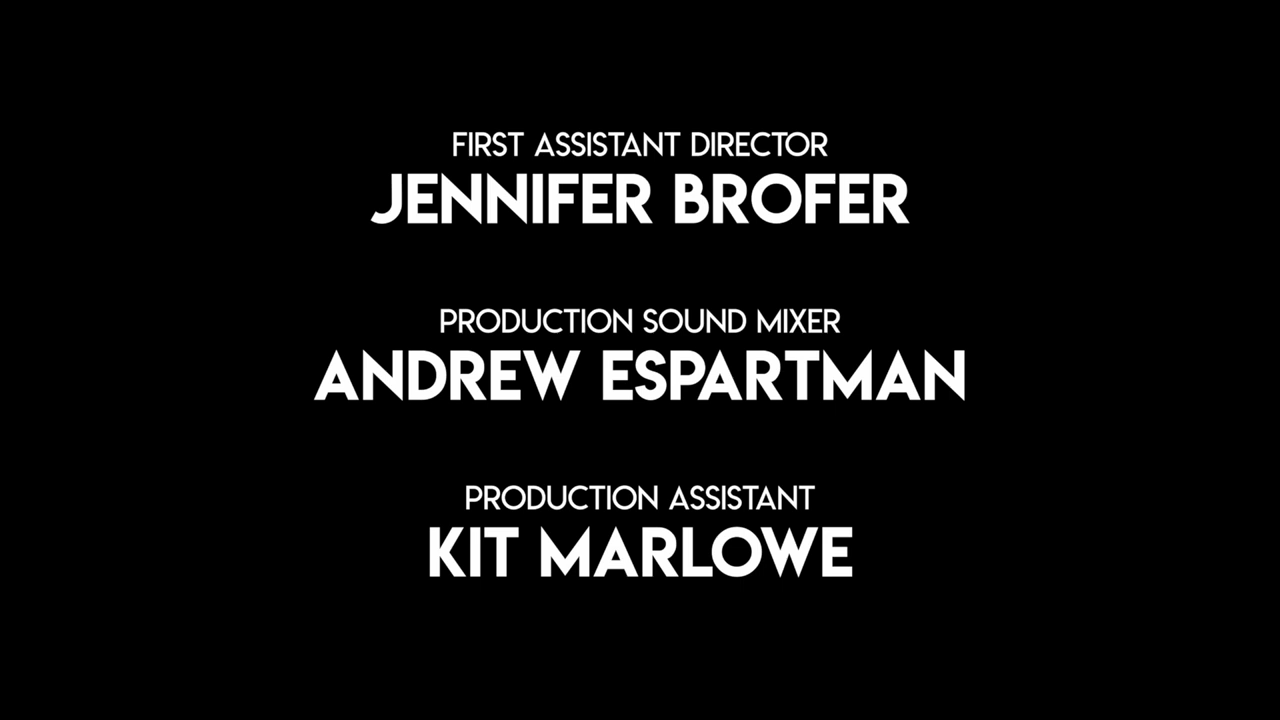 FIRST ASSISTANT DIRECTOR
JENNIFER BROFER
PRODUCTION SOUND MIXER
ANDREW ESPARTMAN
PRODUCTION ASSISTANT
KIT MARLOWE